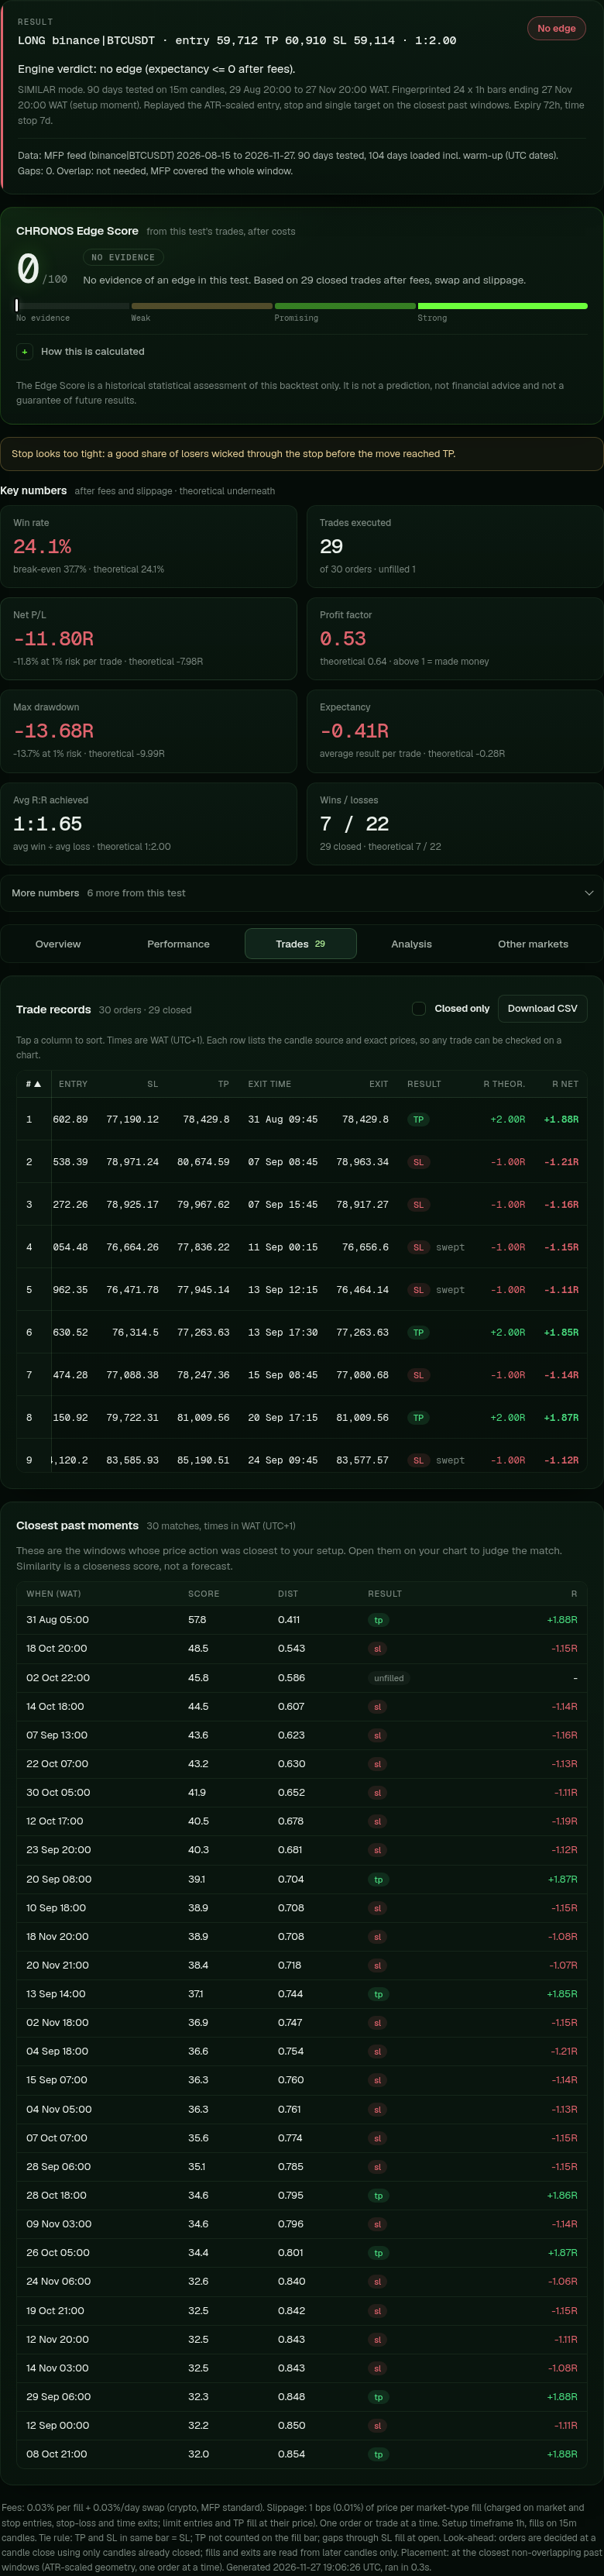 RESULT
LONG binance|BTCUSDT · entry 59,712 TP 60,910 SL 59,114 · 1:2.00
No edge
Engine verdict: no edge (expectancy <= 0 after fees).
SIMILAR mode. 90 days tested on 15m candles, 29 Aug 20:00 to 27 Nov 20:00 WAT. Fingerprinted 24 x 1h bars ending 27 Nov
20:00 WAT (setup moment). Replayed the ATR-scaled entry, stop and single target on the closest past windows. Expiry 72h, time
stop 7d.
Data: MFP feed (binance|BTCUSDT) 2026-08-15 to 2026-11-27. 90 days tested, 104 days loaded incl. warm-up (UTC dates).
Gaps: 0. Overlap: not needed, MFP covered the whole window.
CHRONOS Edge Score from this test's trades, after costs
0/100
NO EVIDENCE
No evidence of an edge in this test. Based on 29 closed trades after fees, swap and slippage.
No evidence Weak Promising Strong
+ How this is calculated
The Edge Score is a historical statistical assessment of this backtest only. It is not a prediction, not financial advice and not a
guarantee of future results.
Stop looks too tight: a good share of losers wicked through the stop before the move reached TP.
Key numbers after fees and slippage · theoretical underneath
Win rate
24.1%
break-even 37.7% · theoretical 24.1%
Trades executed
29
of 30 orders · unfilled 1
Net P/L
-11.80R
-11.8% at 1% risk per trade · theoretical -7.98R
Profit factor
0.53
theoretical 0.64 · above 1 = made money
Max drawdown
-13.68R
-13.7% at 1% risk · theoretical -9.99R
Expectancy
-0.41R
average result per trade · theoretical -0.28R
Avg R:R achieved
1:1.65
avg win ÷ avg loss · theoretical 1:2.00
Wins / losses
7 / 22
29 closed · theoretical 7 / 22
More numbers 6 more from this test
Overview Performance Trades 29 Analysis Other markets
Trade records 30 orders · 29 closed
Closed only Download CSV
Tap a column to sort. Times are WAT (UTC+1). Each row lists the candle source and exact prices, so any trade can be checked on a
chart.
# ▲ ENTRY SL TP EXIT TIME EXIT RESULT R THEOR. R NET
1 602.89 77,190.12 78,429.8 31 Aug 09:45 78,429.8 TP +2.00R +1.88R
2 538.39 78,971.24 80,674.59 07 Sep 08:45 78,963.34 SL -1.00R -1.21R
3 272.26 78,925.17 79,967.62 07 Sep 15:45 78,917.27 SL -1.00R -1.16R
4 054.48 76,664.26 77,836.22 11 Sep 00:15 76,656.6 SL swept -1.00R -1.15R
5 962.35 76,471.78 77,945.14 13 Sep 12:15 76,464.14 SL swept -1.00R -1.11R
6 630.52 76,314.5 77,263.63 13 Sep 17:30 77,263.63 TP +2.00R +1.85R
7 474.28 77,088.38 78,247.36 15 Sep 08:45 77,080.68 SL -1.00R -1.14R
8 150.92 79,722.31 81,009.56 20 Sep 17:15 81,009.56 TP +2.00R +1.87R
9 ,120.2 83,585.93 85,190.51 24 Sep 09:45 83,577.57 SL swept -1.00R -1.12R
Closest past moments 30 matches, times in WAT (UTC+1)
These are the windows whose price action was closest to your setup. Open them on your chart to judge the match.
Similarity is a closeness score, not a forecast.
WHEN (WAT) SCORE DIST RESULT R
31 Aug 05:00 57.8 0.411 tp +1.88R
18 Oct 20:00 48.5 0.543 sl -1.15R
02 Oct 22:00 45.8 0.586 unfilled -
14 Oct 18:00 44.5 0.607 sl -1.14R
07 Sep 13:00 43.6 0.623 sl -1.16R
22 Oct 07:00 43.2 0.630 sl -1.13R
30 Oct 05:00 41.9 0.652 sl -1.11R
12 Oct 17:00 40.5 0.678 sl -1.19R
23 Sep 20:00 40.3 0.681 sl -1.12R
20 Sep 08:00 39.1 0.704 tp +1.87R
10 Sep 18:00 38.9 0.708 sl -1.15R
18 Nov 20:00 38.9 0.708 sl -1.08R
20 Nov 21:00 38.4 0.718 sl -1.07R
13 Sep 14:00 37.1 0.744 tp +1.85R
02 Nov 18:00 36.9 0.747 sl -1.15R
04 Sep 18:00 36.6 0.754 sl -1.21R
15 Sep 07:00 36.3 0.760 sl -1.14R
04 Nov 05:00 36.3 0.761 sl -1.13R
07 Oct 07:00 35.6 0.774 sl -1.15R
28 Sep 06:00 35.1 0.785 sl -1.15R
28 Oct 18:00 34.6 0.795 tp +1.86R
09 Nov 03:00 34.6 0.796 sl -1.14R
26 Oct 05:00 34.4 0.801 tp +1.87R
24 Nov 06:00 32.6 0.840 sl -1.06R
19 Oct 21:00 32.5 0.842 sl -1.15R
12 Nov 20:00 32.5 0.843 sl -1.11R
14 Nov 03:00 32.5 0.843 sl -1.08R
29 Sep 06:00 32.3 0.848 tp +1.88R
12 Sep 00:00 32.2 0.850 sl -1.11R
08 Oct 21:00 32.0 0.854 tp +1.88R
Fees: 0.03% per fill + 0.03%/day swap (crypto, MFP standard). Slippage: 1 bps (0.01%) of price per market-type fill (charged on market and
stop entries, stop-loss and time exits; limit entries and TP fill at their price). One order or trade at a time. Setup timeframe 1h, fills on 15m
candles. Tie rule: TP and SL in same bar = SL; TP not counted on the fill bar; gaps through SL fill at open. Look-ahead: orders are decided at a
candle close using only candles already closed; fills and exits are read from later candles only. Placement: at the closest non-overlapping past
windows (ATR-scaled geometry, one order at a time). Generated 2026-11-27 19:06:26 UTC, ran in 0.3s.